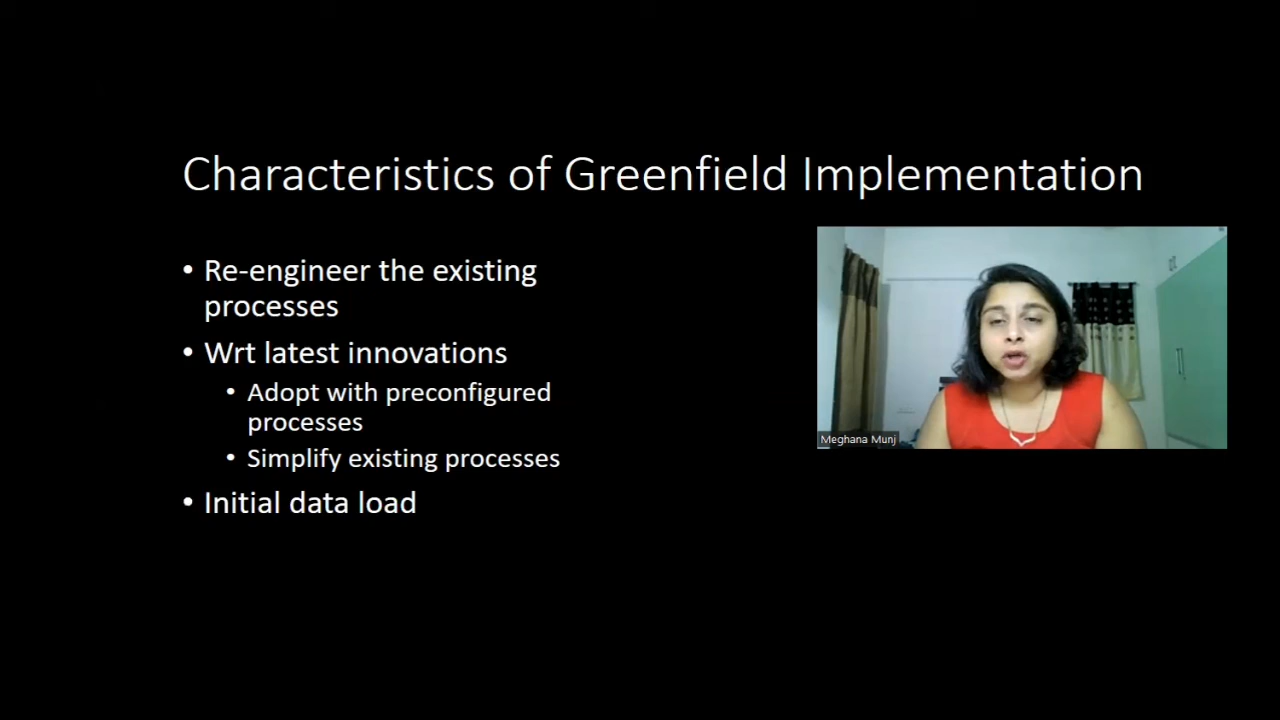 Characteristics of Greenfield Implementation
• Re-engineer the existing
processes
• Wrt latest innovations
• Adopt with preconfigured
processes
• Simplify existing processes
• Initial data load
Meghana Munj